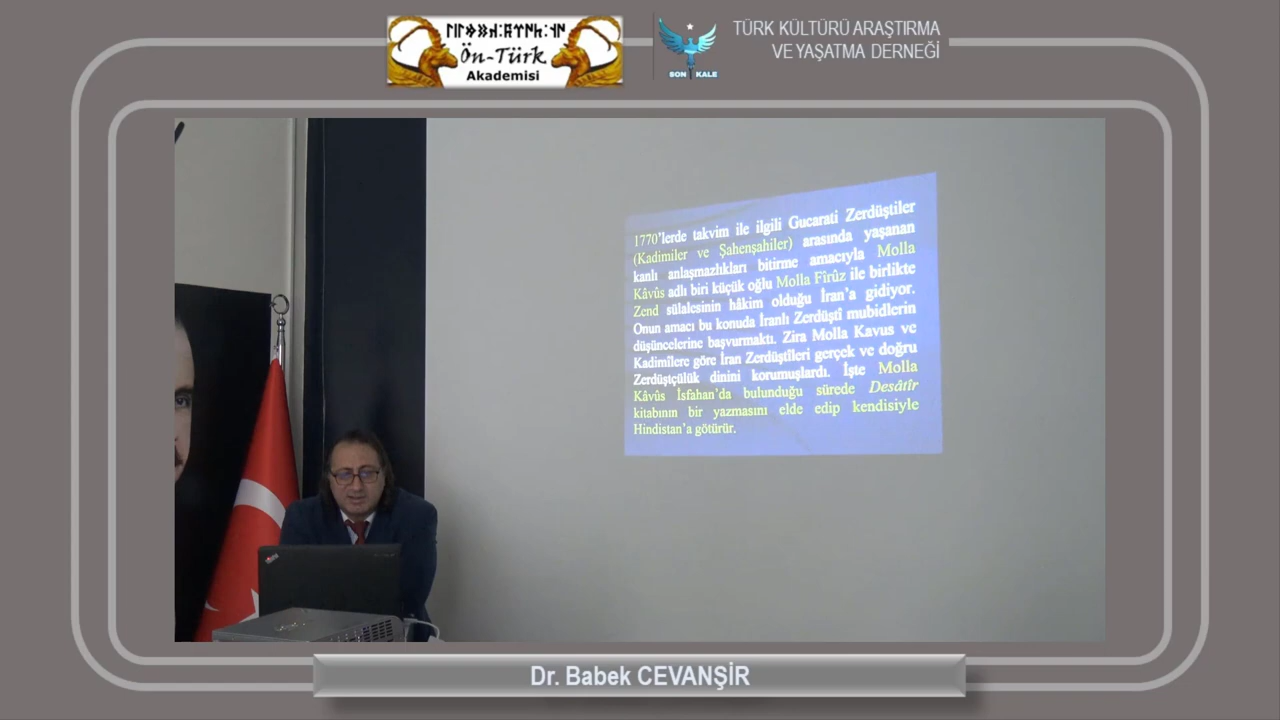 Ön-Türk
Akademisi
SON KALE
TÜRK KÜLTÜRÜ ARAŞTIRMA
VE YAŞATMA DERNEĞİ
1770'lerde takvim ile ilgili Gucarati Zerdüştiler
(Kadimiler ve Şahenşahiler) arasında yaşanan
kanlı anlaşmazlıkları bitirme amacıyla Molla
Kâvûs adlı biri küçük oğlu Molla Fîrûz ile birlikte
Zend sülalesinin hâkim olduğu İran'a gidiyor.
Onun amacı bu konuda İranlı Zerdüştî mubidlerin
düşüncelerine başvurmaktı. Zira Molla Kavus ve
Kadimîlere göre İran Zerdüştîleri gerçek ve doğru
Zerdüştçülük dinini korumuşlardı. İşte Molla
Kâvûs İsfahan'da bulunduğu sürede Desâtîr
kitabının bir yazmasını elde edip kendisiyle
Hindistan'a götürür.
Dr. Babek CEVANŞİR